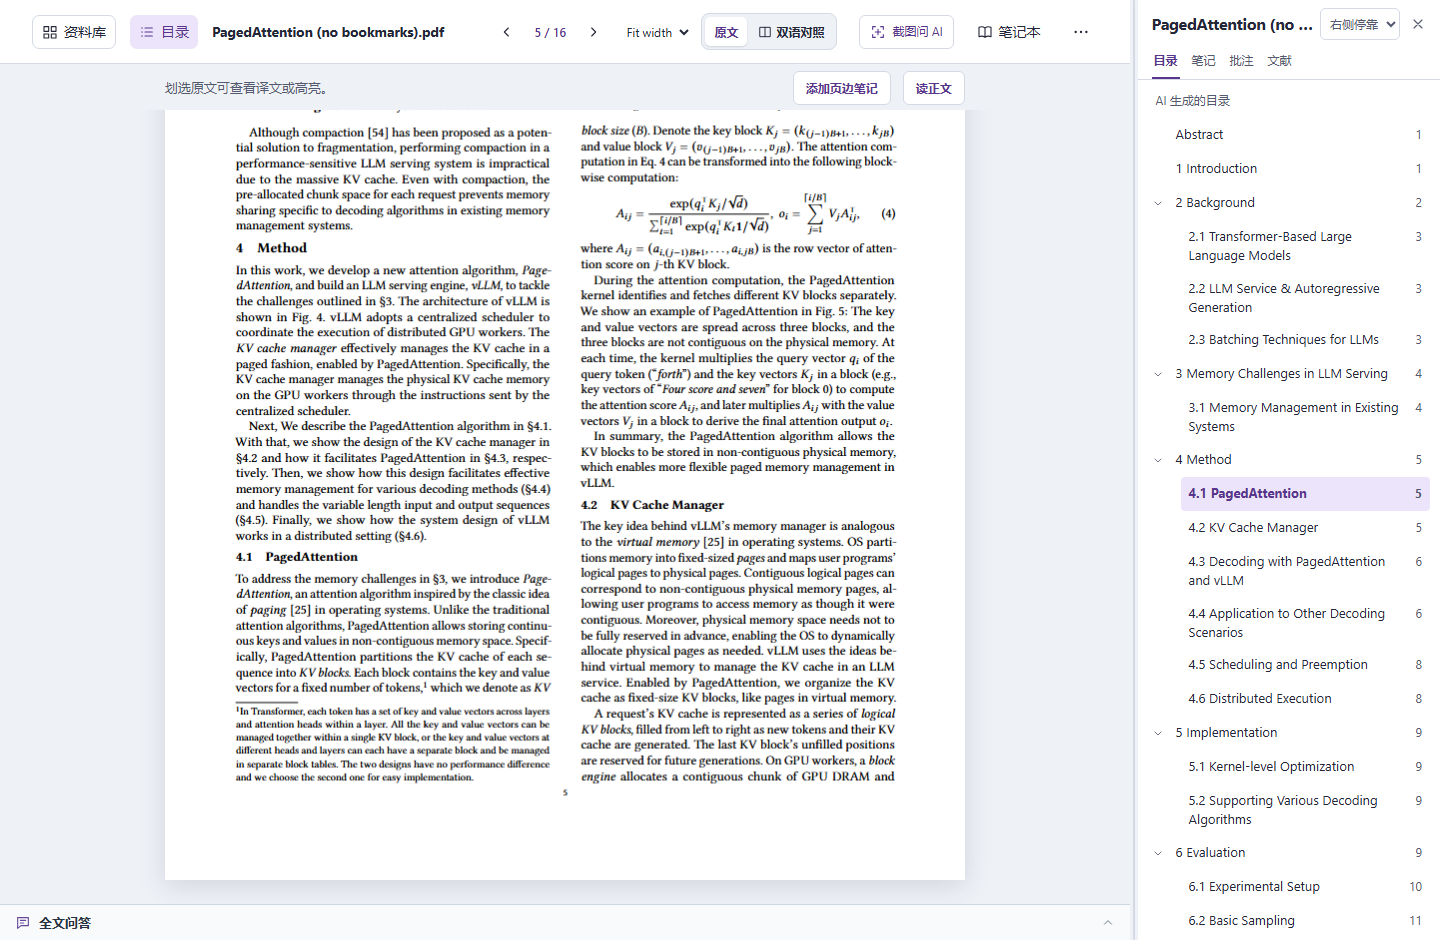 资料库
目录
PagedAttention (no bookmarks).pdf
5 / 16
Fit width
原文
双语对照
截图问 AI
笔记本
划选原文可查看译文或高亮。
添加页边笔记
读正文
Although compaction [54] has been proposed as a poten-
tial solution to fragmentation, performing compaction in a
performance-sensitive LLM serving system is impractical
due to the massive KV cache. Even with compaction, the
pre-allocated chunk space for each request prevents memory
sharing specific to decoding algorithms in existing memory
management systems.
4 Method
In this work, we develop a new attention algorithm, Page-
dAttention, and build an LLM serving engine, vLLM, to tackle
the challenges outlined in §3. The architecture of vLLM is
shown in Fig. 4. vLLM adopts a centralized scheduler to
coordinate the execution of distributed GPU workers. The
KV cache manager effectively manages the KV cache in a
paged fashion, enabled by PagedAttention. Specifically, the
KV cache manager manages the physical KV cache memory
on the GPU workers through the instructions sent by the
centralized scheduler.
Next, We describe the PagedAttention algorithm in §4.1.
With that, we show the design of the KV cache manager in
§4.2 and how it facilitates PagedAttention in §4.3, respec-
tively. Then, we show how this design facilitates effective
memory management for various decoding methods (§4.4)
and handles the variable length input and output sequences
(§4.5). Finally, we show how the system design of vLLM
works in a distributed setting (§4.6).
4.1 PagedAttention
To address the memory challenges in §3, we introduce Page-
dAttention, an attention algorithm inspired by the classic idea
of paging [25] in operating systems. Unlike the traditional
attention algorithms, PagedAttention allows storing continu-
ous keys and values in non-contiguous memory space. Specif-
ically, PagedAttention partitions the KV cache of each se-
quence into KV blocks. Each block contains the key and value
vectors for a fixed number of tokens,¹ which we denote as KV
¹In Transformer, each token has a set of key and value vectors across layers
and attention heads within a layer. All the key and value vectors can be
managed together within a single KV block, or the key and value vectors at
different heads and layers can each have a separate block and be managed
in separate block tables. The two designs have no performance difference
and we choose the second one for easy implementation.
block size (B). Denote the key block Kⱼ = (k₍ⱼ₋₁₎B₊₁, . . . , kⱼB)
and value block Vⱼ = (v₍ⱼ₋₁₎B₊₁, . . . , vⱼB). The attention com-
putation in Eq. 4 can be transformed into the following block-
wise computation:
Aᵢⱼ = exp(qᵢ⊤Kⱼ/√d) / ∑ₜ₌₁^⌈i/B⌉ exp(qᵢ⊤Kₜ1/√d), oᵢ = ∑ⱼ₌₁^⌈i/B⌉ VⱼAᵢⱼ⊤, (4)
where Aᵢⱼ = (aᵢ,₍ⱼ₋₁₎B₊₁, . . . , aᵢ,ⱼB) is the row vector of atten-
tion score on j-th KV block.
During the attention computation, the PagedAttention
kernel identifies and fetches different KV blocks separately.
We show an example of PagedAttention in Fig. 5: The key
and value vectors are spread across three blocks, and the
three blocks are not contiguous on the physical memory. At
each time, the kernel multiplies the query vector qᵢ of the
query token (“forth”) and the key vectors Kⱼ in a block (e.g.,
key vectors of “Four score and seven” for block 0) to compute
the attention score Aᵢⱼ, and later multiplies Aᵢⱼ with the value
vectors Vⱼ in a block to derive the final attention output oᵢ.
In summary, the PagedAttention algorithm allows the
KV blocks to be stored in non-contiguous physical memory,
which enables more flexible paged memory management in
vLLM.
4.2 KV Cache Manager
The key idea behind vLLM’s memory manager is analogous
to the virtual memory [25] in operating systems. OS parti-
tions memory into fixed-sized pages and maps user programs’
logical pages to physical pages. Contiguous logical pages can
correspond to non-contiguous physical memory pages, al-
lowing user programs to access memory as though it were
contiguous. Moreover, physical memory space needs not to
be fully reserved in advance, enabling the OS to dynamically
allocate physical pages as needed. vLLM uses the ideas be-
hind virtual memory to manage the KV cache in an LLM
service. Enabled by PagedAttention, we organize the KV
cache as fixed-size KV blocks, like pages in virtual memory.
A request’s KV cache is represented as a series of logical
KV blocks, filled from left to right as new tokens and their KV
cache are generated. The last KV block’s unfilled positions
are reserved for future generations. On GPU workers, a block
engine allocates a contiguous chunk of GPU DRAM and
5
全文问答
PagedAttention (no ...
右侧停靠
目录
笔记
批注
文献
AI 生成的目录
Abstract 1
1 Introduction 1
2 Background 2
2.1 Transformer-Based Large 3
Language Models
2.2 LLM Service & Autoregressive 3
Generation
2.3 Batching Techniques for LLMs 3
3 Memory Challenges in LLM Serving 4
3.1 Memory Management in Existing 4
Systems
4 Method 5
4.1 PagedAttention 5
4.2 KV Cache Manager 5
4.3 Decoding with PagedAttention 6
and vLLM
4.4 Application to Other Decoding 6
Scenarios
4.5 Scheduling and Preemption 8
4.6 Distributed Execution 8
5 Implementation 9
5.1 Kernel-level Optimization 9
5.2 Supporting Various Decoding 9
Algorithms
6 Evaluation 9
6.1 Experimental Setup 10
6.2 Basic Sampling 11